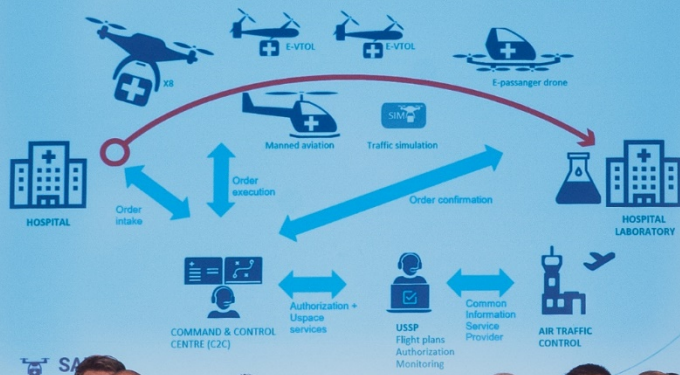 E-VTOL
E-VTOL
X8
E-passanger drone
SIM
Manned aviation
Traffic simulation
HOSPITAL
Order
intake
Order
execution
Order confirmation
HOSPITAL
LABORATORY
COMMAND & CONTROL
CENTRE (C2C)
Authorization +
Uspace
services
USSP
Flight plans
Authorization
Monitoring
Common
Information
Service
Provider
AIR TRAFFIC
CONTROL